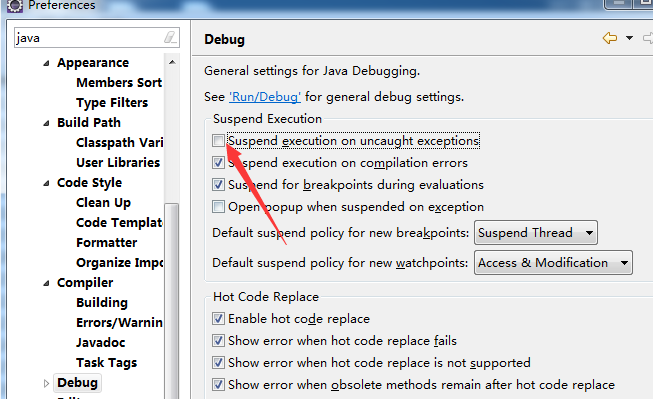 Preferences
java
Appearance
Members Sort
Type Filters
Build Path
Classpath Vari
User Libraries
Code Style
Clean Up
Code Templat
Formatter
Organize Impo
Compiler
Building
Errors/Warnin
Javadoc
Task Tags
Debug
Debug
General settings for Java Debugging.
See 'Run/Debug' for general debug settings.
Suspend Execution
Suspend execution on uncaught exceptions
Suspend execution on compilation errors
Suspend for breakpoints during evaluations
Open popup when suspended on exception
Default suspend policy for new breakpoints: Suspend Thread
Default suspend policy for new watchpoints: Access & Modification
Hot Code Replace
Enable hot code replace
Show error when hot code replace fails
Show error when hot code replace is not supported
Show error when obsolete methods remain after hot code replace